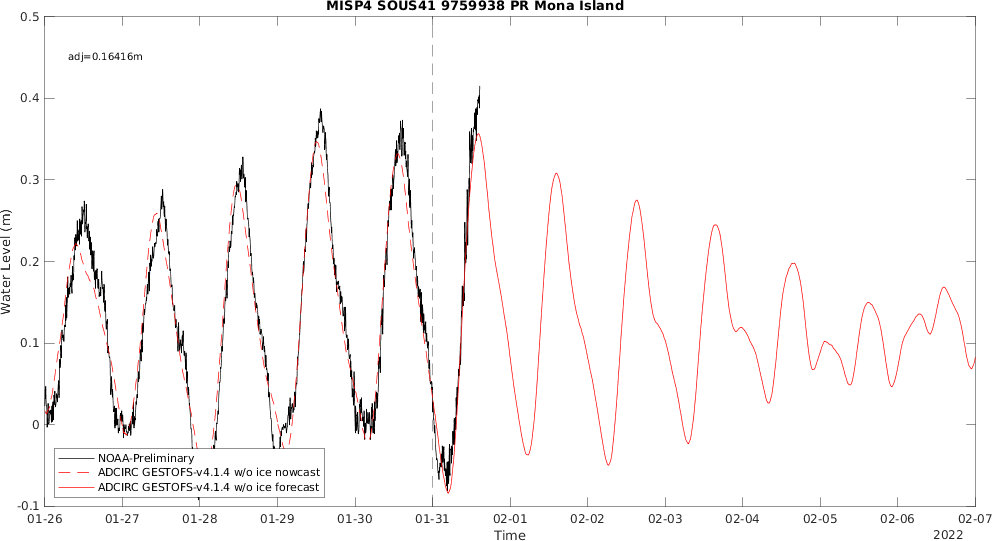 MISP4 SOUS41 9759938 PR Mona Island
adj=0.16416m
0.5
0.4
0.3
0.2
0.1
0
-0.1
Water Level (m)
NOAA-Preliminary
ADCIRC GESTOFS-v4.1.4 w/o ice nowcast
ADCIRC GESTOFS-v4.1.4 w/o ice forecast
01-26 01-27 01-28 01-29 01-30 01-31 02-01 02-02 02-03 02-04 02-05 02-06 02-07
Time
2022